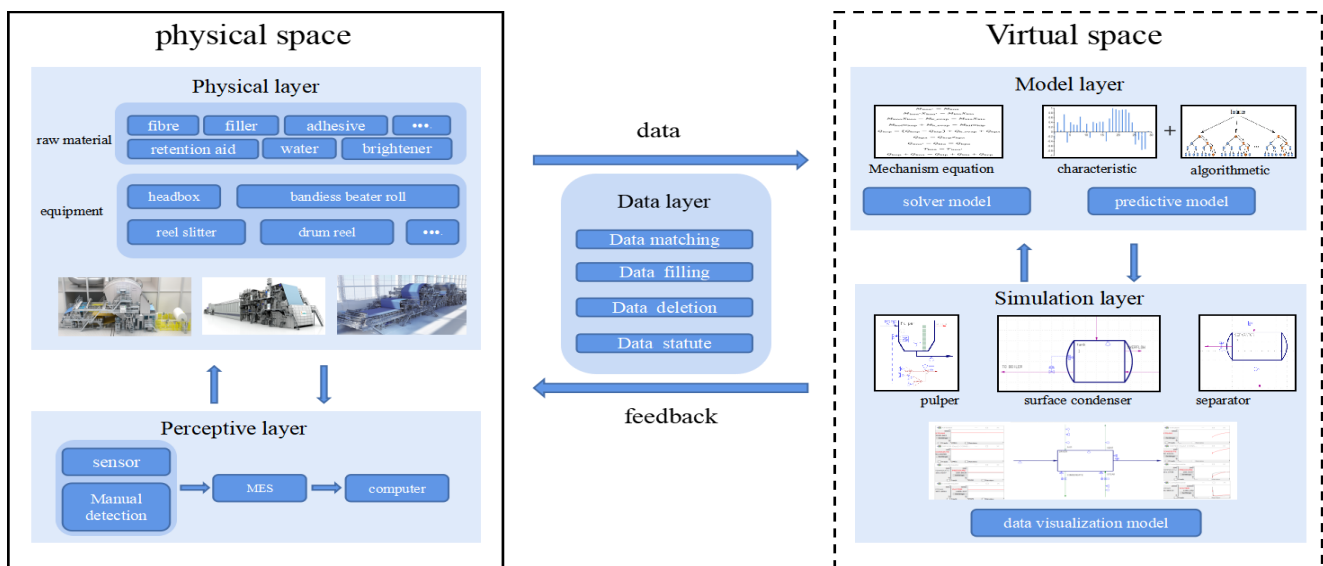 physical space
Physical layer
raw material
fibre
filler
adhesive
•••.
retention aid
water
brightener
equipment
headbox
bandiess beater roll
reel slitter
drum reel
•••.
Perceptive layer
sensor
Manual
detection
MES
computer
data
Data layer
Data matching
Data filling
Data deletion
Data statute
feedback
Virtual space
Model layer
+
Mechanism equation
characteristic
algorithmetic
solver model
predictive model
Simulation layer
pulper
surface condenser
separator
data visualization model